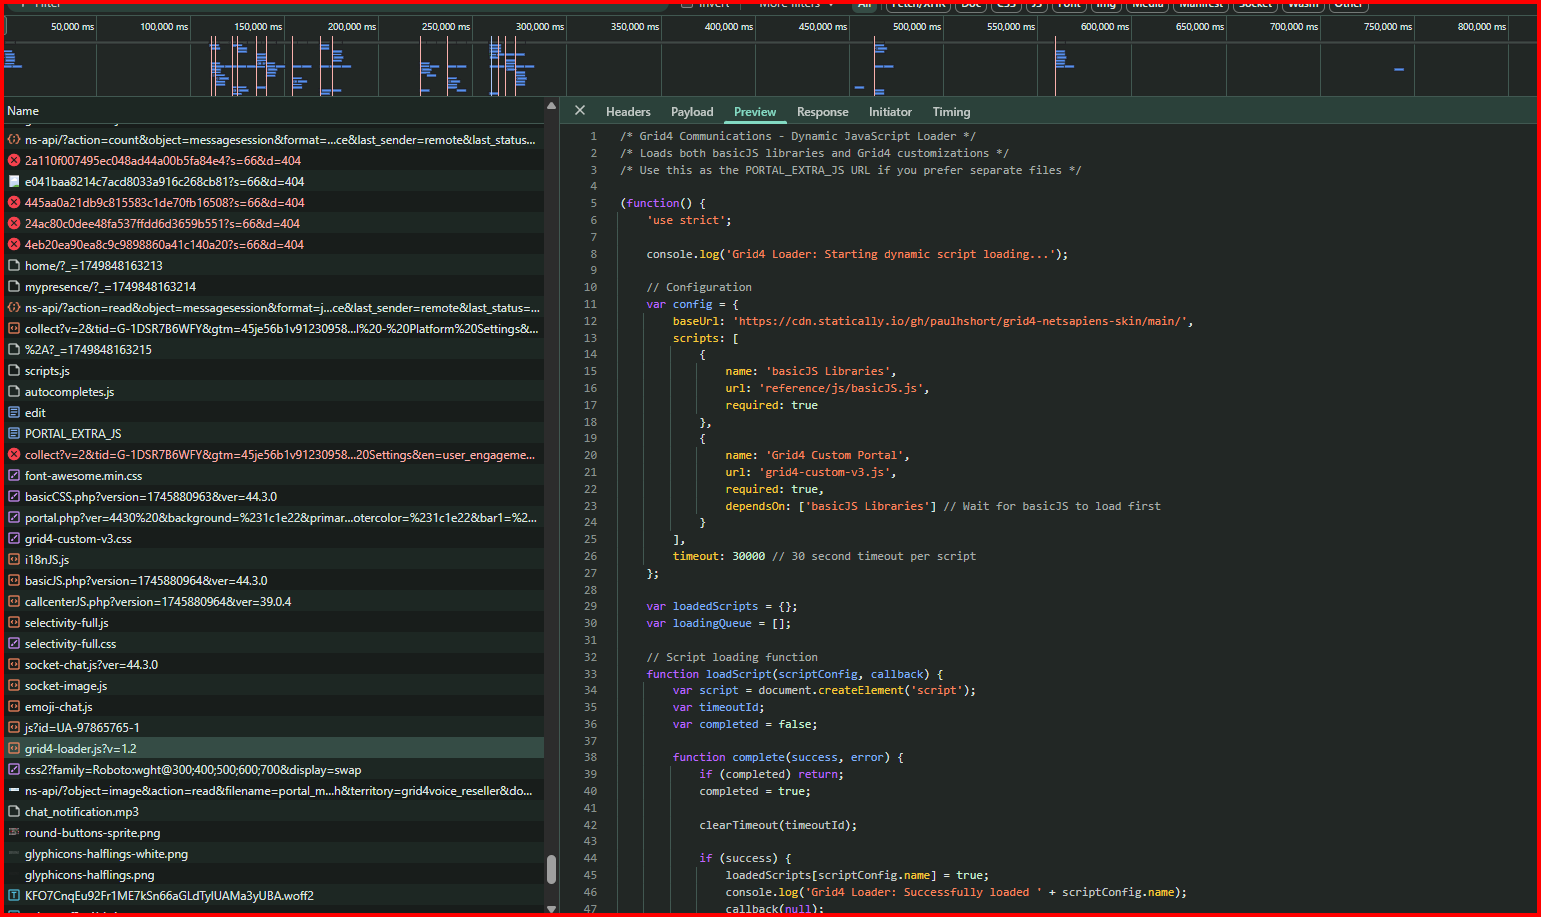 Filter
Invert
More filters
All
Fetch/XHR
Doc
CSS
JS
Font
Img
Media
Manifest
Socket
Wasm
Other
50,000 ms
100,000 ms
150,000 ms
200,000 ms
250,000 ms
300,000 ms
350,000 ms
400,000 ms
450,000 ms
500,000 ms
550,000 ms
600,000 ms
650,000 ms
700,000 ms
750,000 ms
800,000 ms
Name
ns-api/?action=count&object=messagesession&format=...ce&last_sender=remote&last_status...
2a110f007495ec048ad44a00b5fa84e4?s=66&d=404
e041baa8214c7acd8033a916c268cb81?s=66&d=404
445aa0a21db9c815583c1de70fb16508?s=66&d=404
24ac80c0dee48fa537ffdd6d3659b551?s=66&d=404
4eb20ea90ea8c9c9898860a41c140a20?s=66&d=404
home/?_=1749848163213
mypresence/?_=1749848163214
ns-api/?action=read&object=messagesession&format=j...ce&last_sender=remote&last_status=...
collect?v=2&tid=G-1DSR7B6WFY&gtm=45je56b1v91230958...l%20-%20Platform%20Settings&...
%2A?_=1749848163215
scripts.js
autocompletes.js
edit
PORTAL_EXTRA_JS
collect?v=2&tid=G-1DSR7B6WFY&gtm=45je56b1v91230958...20Settings&en=user_engageme...
font-awesome.min.css
basicCSS.php?version=1745880963&ver=44.3.0
portal.php?ver=4430%20&background=%231c1e22&primar...otercolor=%231c1e22&bar1=%2...
grid4-custom-v3.css
i18nJS.js
basicJS.php?version=1745880964&ver=44.3.0
callcenterJS.php?version=1745880964&ver=39.0.4
selectivity-full.js
selectivity-full.css
socket-chat.js?ver=44.3.0
socket-image.js
emoji-chat.js
js?id=UA-97865765-1
grid4-loader.js?v=1.2
css2?family=Roboto:wght@300;400;500;600;700&display=swap
ns-api/?object=image&action=read&filename=portal_m...h&territory=grid4voice_reseller&do...
chat_notification.mp3
round-buttons-sprite.png
glyphicons-halflings-white.png
glyphicons-halflings.png
KFO7CnqEu92Fr1ME7kSn66aGLdTylUAMa3yUBA.woff2
Headers
Payload
Preview
Response
Initiator
Timing
1 /* Grid4 Communications - Dynamic JavaScript Loader */
2 /* Loads both basicJS libraries and Grid4 customizations */
3 /* Use this as the PORTAL_EXTRA_JS URL if you prefer separate files */
4
5 (function() {
6 'use strict';
7
8 console.log('Grid4 Loader: Starting dynamic script loading...');
9
10 // Configuration
11 var config = {
12 baseUrl: 'https://cdn.statically.io/gh/paulhshort/grid4-netsapiens-skin/main/',
13 scripts: [
14 {
15 name: 'basicJS Libraries',
16 url: 'reference/js/basicJS.js',
17 required: true
18 },
19 {
20 name: 'Grid4 Custom Portal',
21 url: 'grid4-custom-v3.js',
22 required: true,
23 dependsOn: ['basicJS Libraries'] // Wait for basicJS to load first
24 }
25 ],
26 timeout: 30000 // 30 second timeout per script
27 };
28
29 var loadedScripts = {};
30 var loadingQueue = [];
31
32 // Script loading function
33 function loadScript(scriptConfig, callback) {
34 var script = document.createElement('script');
35 var timeoutId;
36 var completed = false;
37
38 function complete(success, error) {
39 if (completed) return;
40 completed = true;
41
42 clearTimeout(timeoutId);
43
44 if (success) {
45 loadedScripts[scriptConfig.name] = true;
46 console.log('Grid4 Loader: Successfully loaded ' + scriptConfig.name);
47 callback(null);